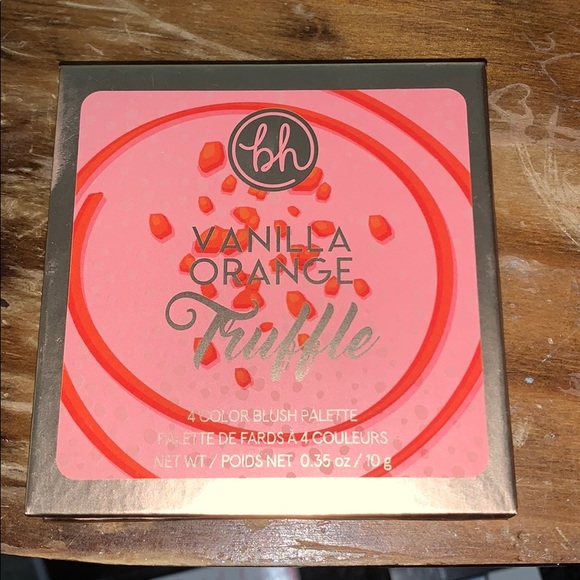 bh
VANILLA
ORANGE
Truffle
4 COLOR BLUSH PALETTE
PALETTE DE FARDS À 4 COULEURS
NET WT / POIDS NET 0.35 oz / 10 g